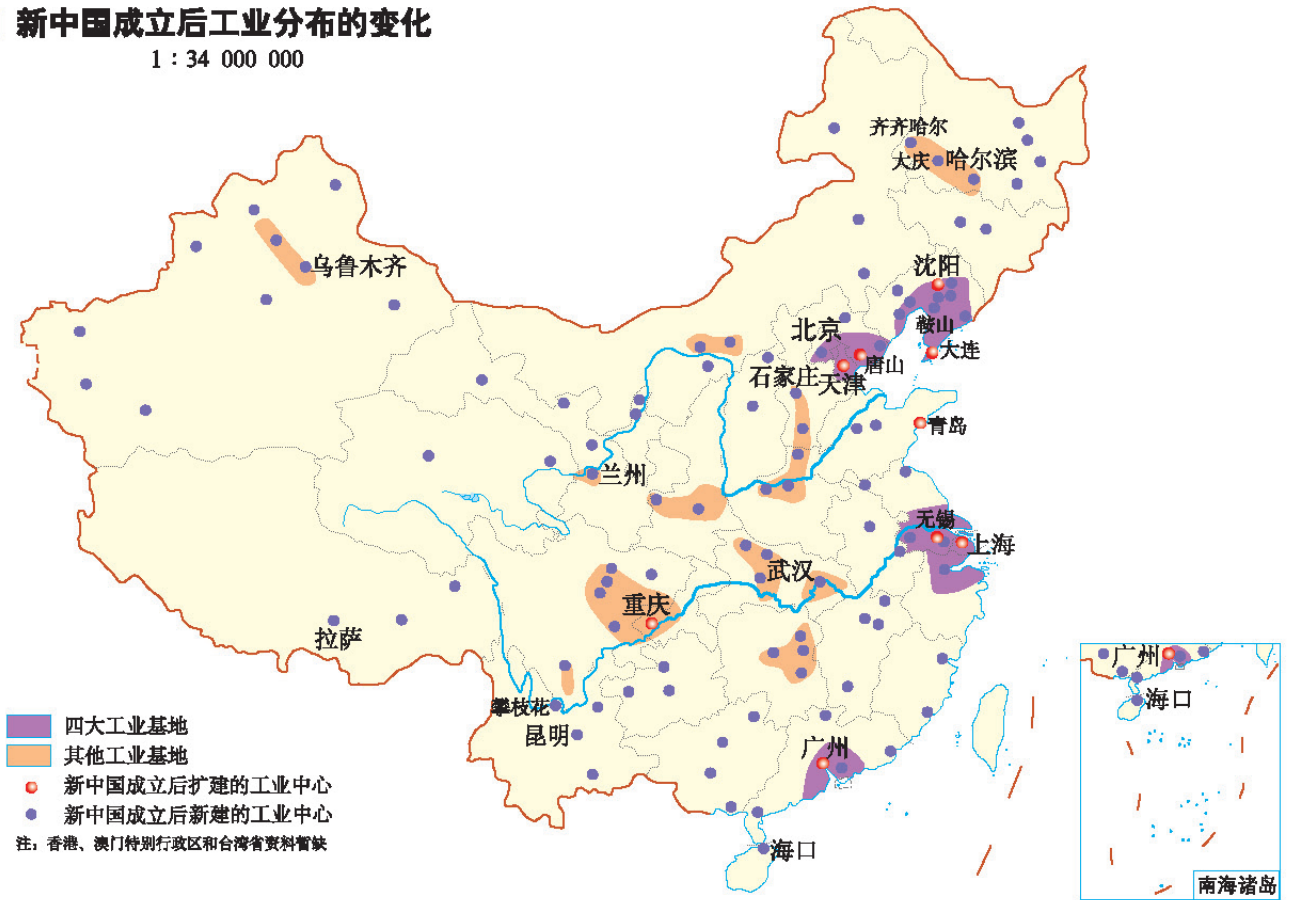 新中国成立后工业分布的变化
1:34 000 000
齐齐哈尔
大庆
哈尔滨
乌鲁木齐
沈阳
鞍山
北京
大连
唐山
石家庄
天津
青岛
兰州
无锡
上海
武汉
重庆
拉萨
攀枝花
昆明
广州
海口
广州
海口
南海诸岛
四大工业基地
其他工业基地
新中国成立后扩建的工业中心
新中国成立后新建的工业中心
注：香港、澳门特别行政区和台湾省资料暂缺